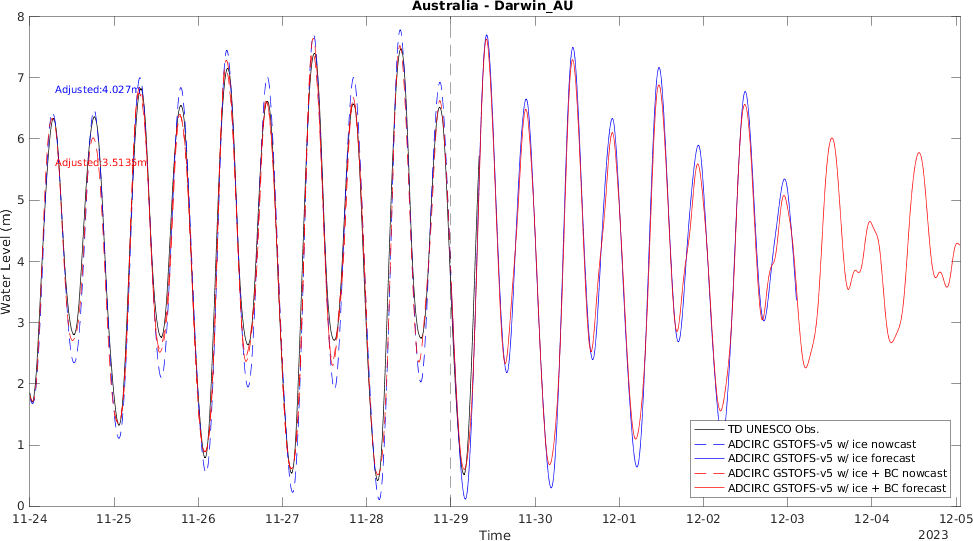 Australia - Darwin_AU
8
7
6
5
4
3
2
1
0
Water Level (m)
Adjusted:4.027m
Adjusted:3.5135m
TD UNESCO Obs.
ADCIRC GSTOFS-v5 w/ ice nowcast
ADCIRC GSTOFS-v5 w/ ice forecast
ADCIRC GSTOFS-v5 w/ ice + BC nowcast
ADCIRC GSTOFS-v5 w/ ice + BC forecast
11-24 11-25 11-26 11-27 11-28 11-29 11-30 12-01 12-02 12-03 12-04 12-05
Time
2023